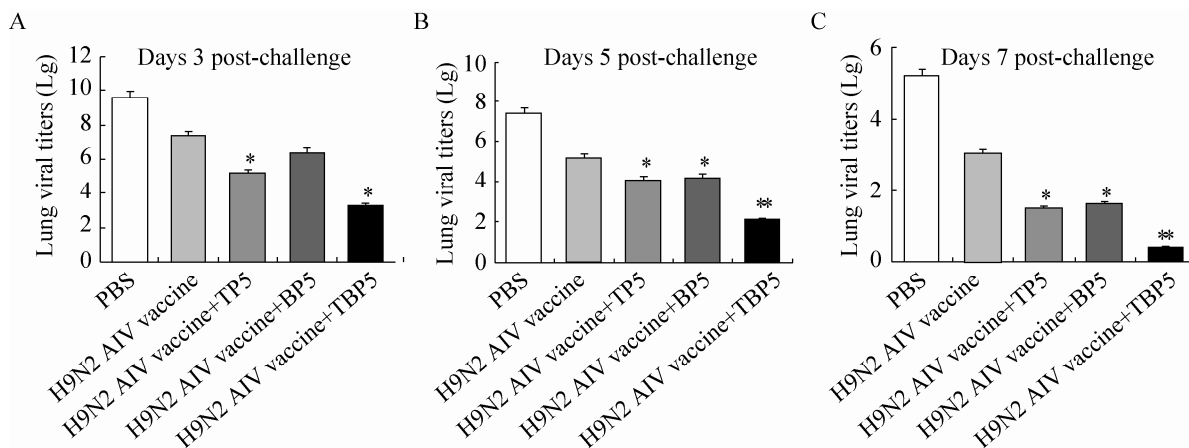 A
Days 3 post-challenge
Lung viral titers (Lg)
12
10
8
6
4
2
0
*
*
PBS
H9N2 AIV vaccine
H9N2 AIV vaccine+TP5
H9N2 AIV vaccine+BP5
H9N2 AIV vaccine+TBP5
B
Days 5 post-challenge
Lung viral titers (Lg)
10
8
6
4
2
0
*
*
**
PBS
H9N2 AIV vaccine
H9N2 AIV vaccine+TP5
H9N2 AIV vaccine+BP5
H9N2 AIV vaccine+TBP5
C
Days 7 post-challenge
Lung viral titers (Lg)
6
4
2
0
*
*
**
PBS
H9N2 AIV vaccine
H9N2 AIV vaccine+TP5
H9N2 AIV vaccine+BP5
H9N2 AIV vaccine+TBP5